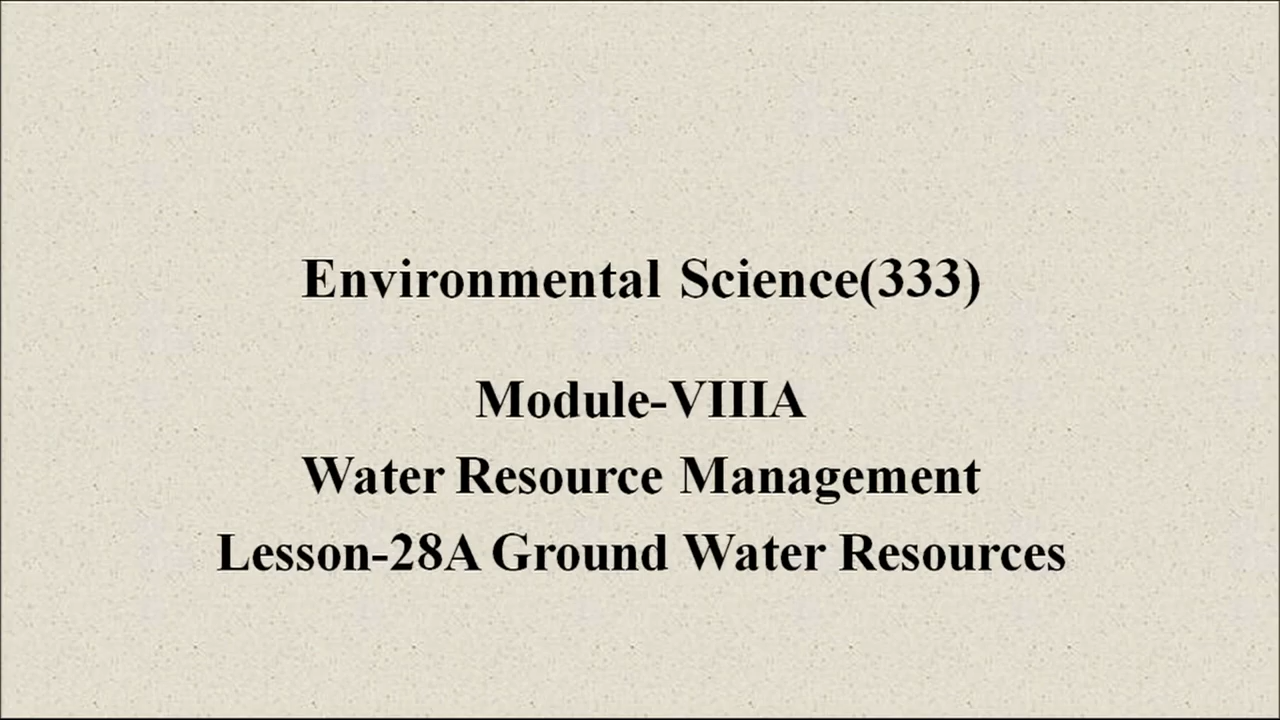 Environmental Science(333)
Module-VIIIA
Water Resource Management
Lesson-28A Ground Water Resources